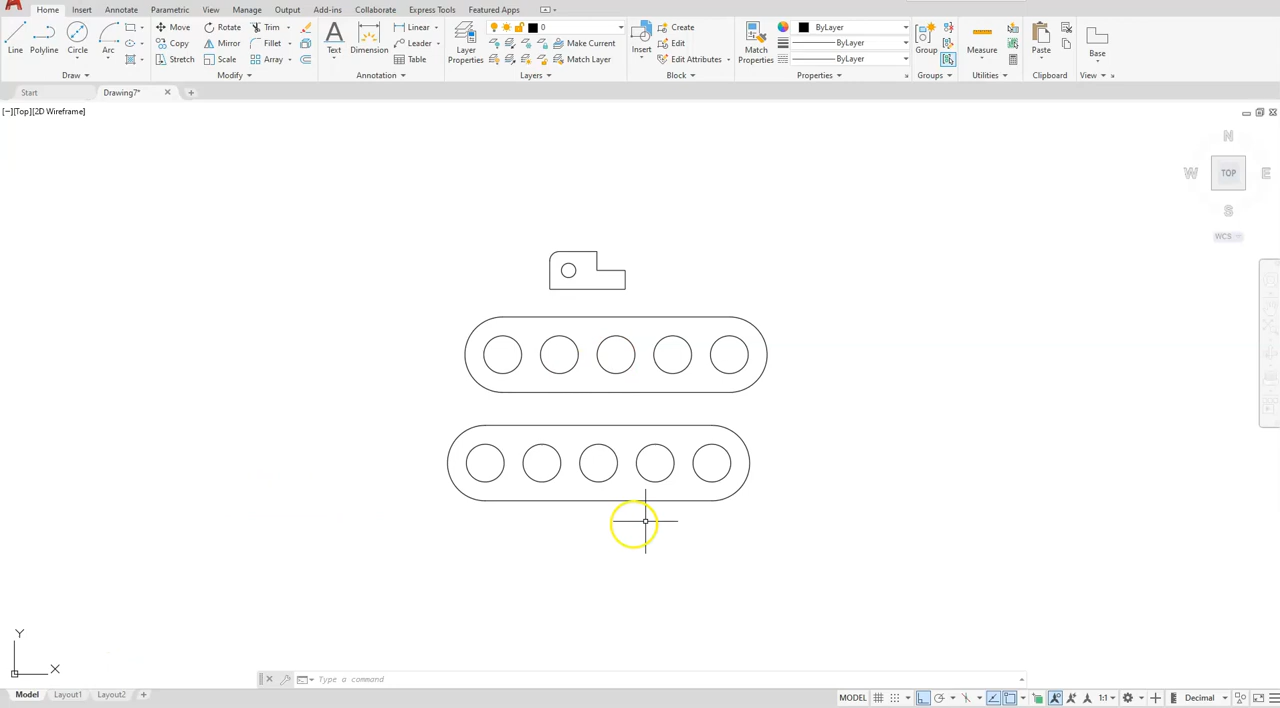 Home Insert Annotate Parametric View Manage Output Add-ins Collaborate Express Tools Featured Apps
Line Polyline Circle Arc
Move Rotate Trim
Copy Mirror Fillet
Stretch Scale Array
Text Dimension
Linear
Leader
Table
Layer Properties
0
Make Current
Match Layer
Insert
Create
Edit
Edit Attributes
Match Properties
ByLayer
ByLayer
ByLayer
Group
Measure
Paste
Base
Draw Modify Annotation Layers Block Properties Groups Utilities Clipboard View
Start Drawing7*
[−][Top][2D Wireframe]
N
W TOP E
S
WCS
Y
X
Type a command
Model Layout1 Layout2
MODEL 1:1 Decimal